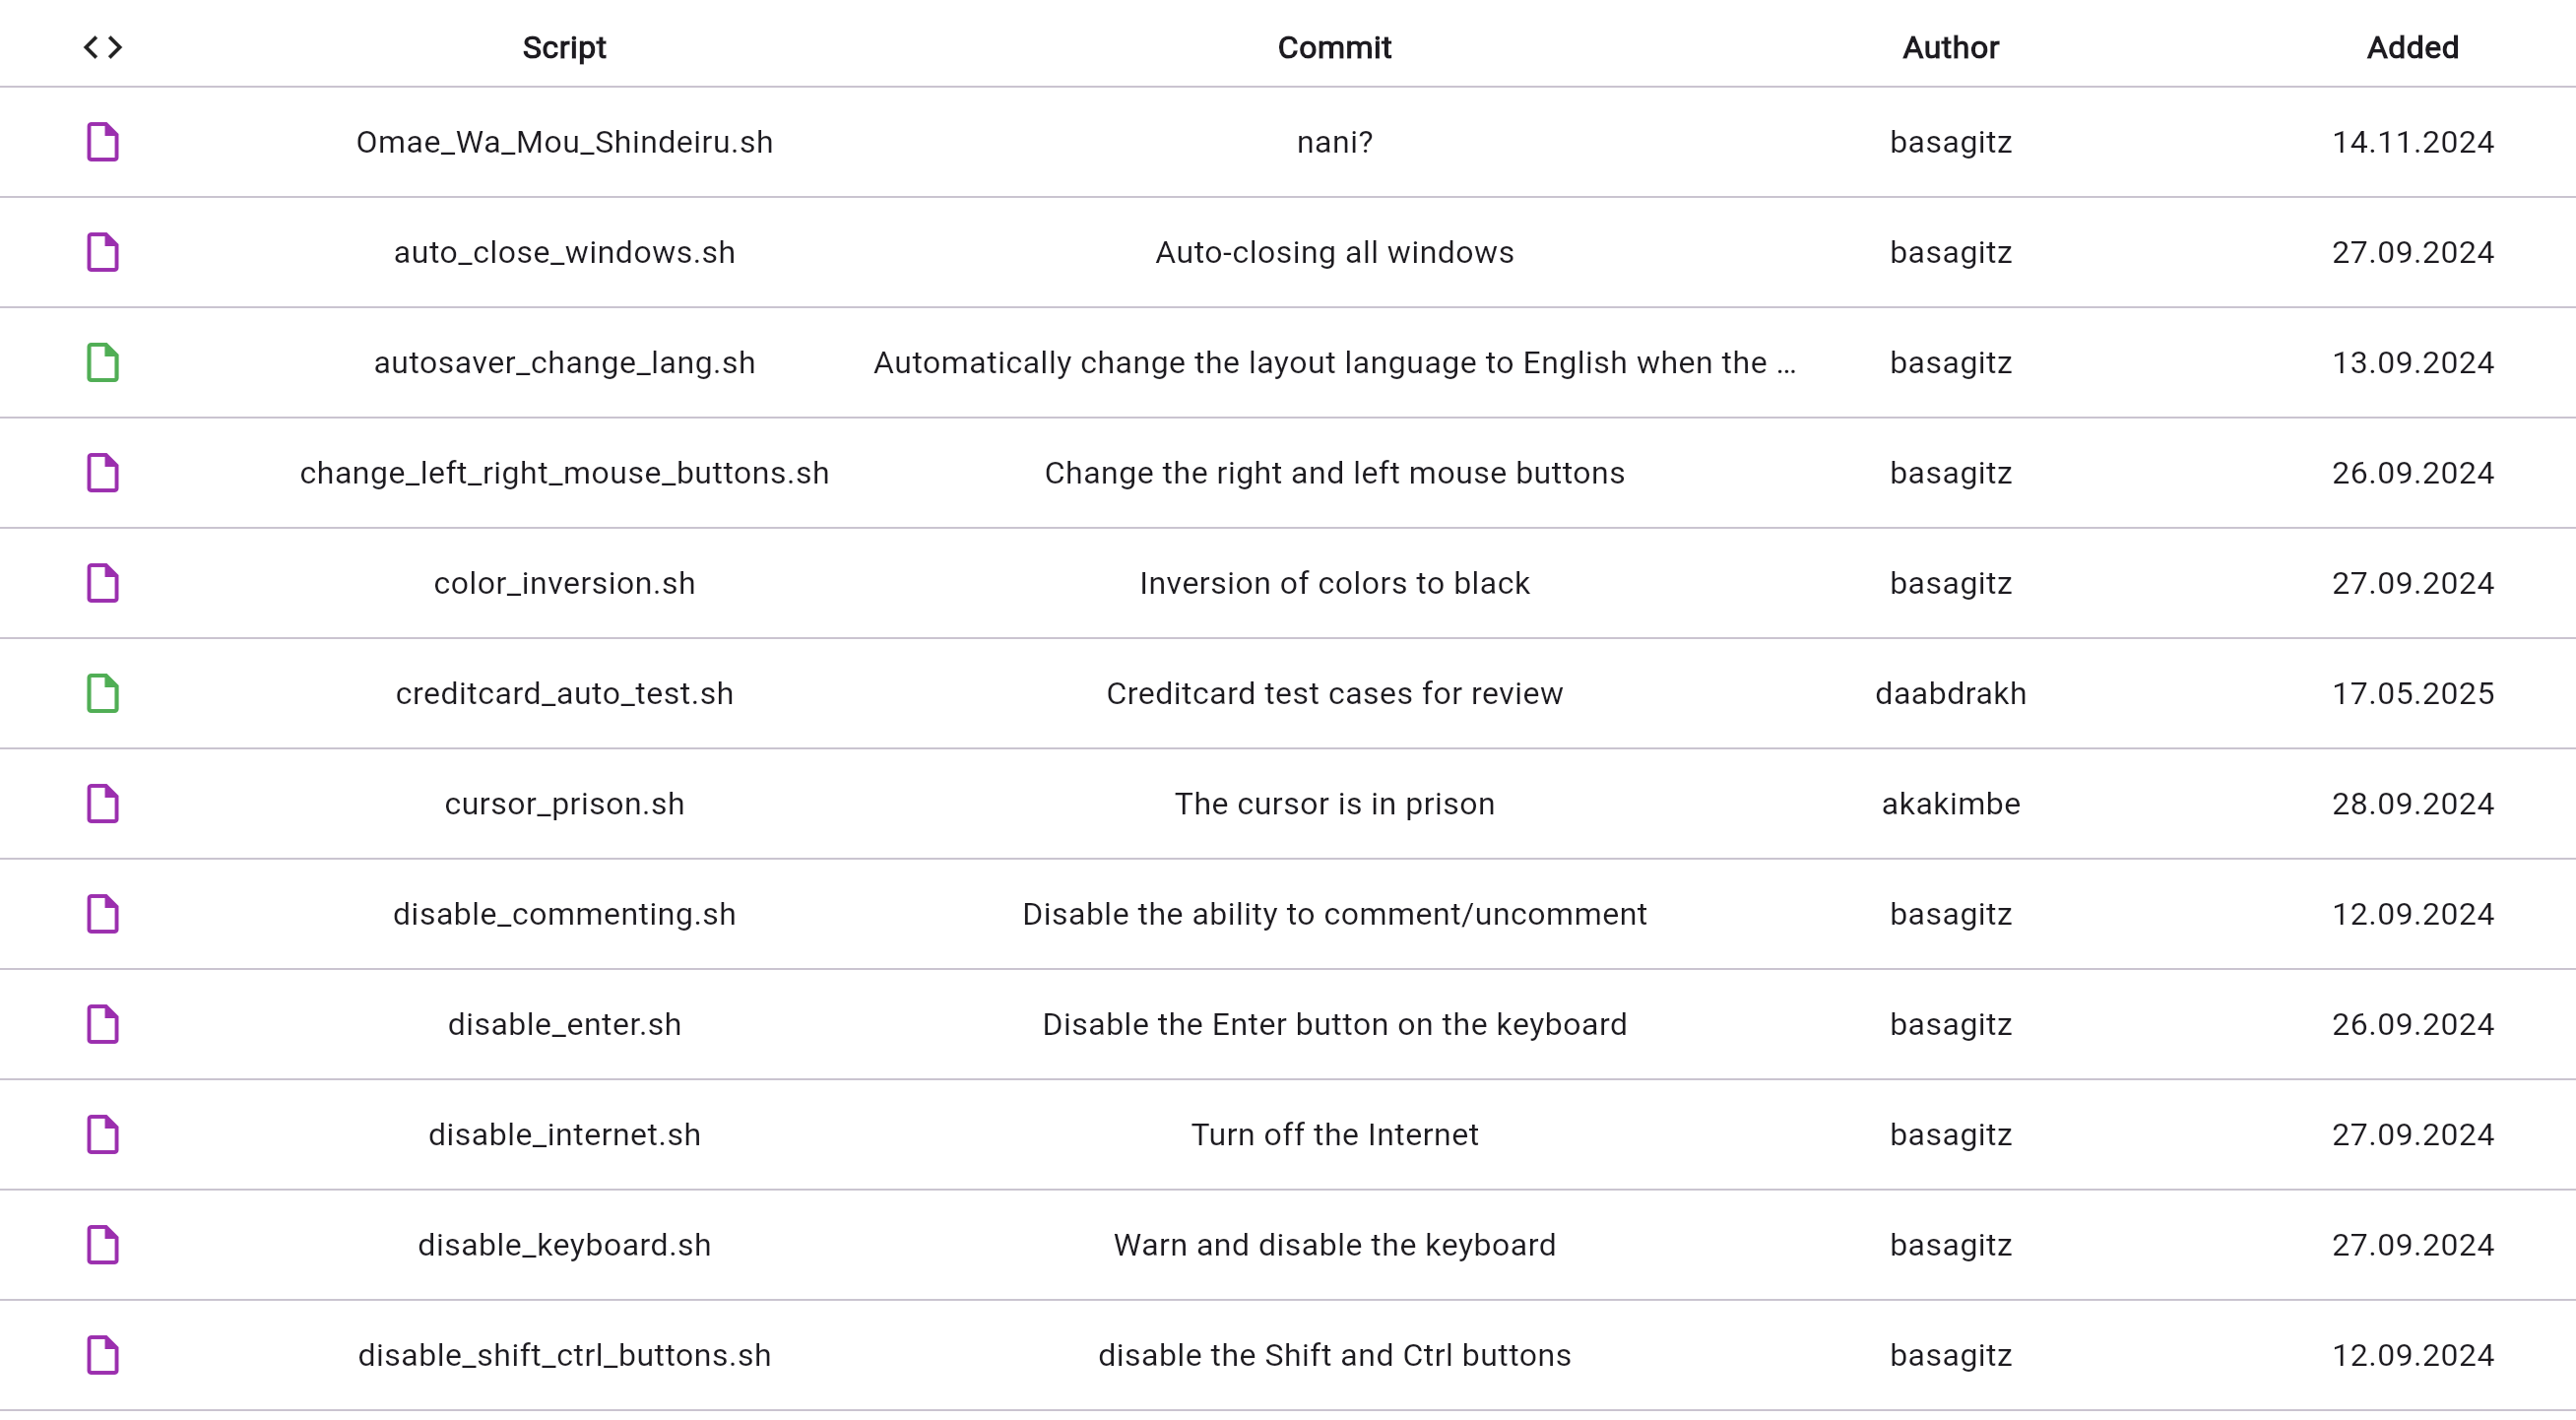 <> Script Commit Author Added
Omae_Wa_Mou_Shindeiru.sh nani? basagitz 14.11.2024
auto_close_windows.sh Auto-closing all windows basagitz 27.09.2024
autosaver_change_lang.sh Automatically change the layout language to English when the ... basagitz 13.09.2024
change_left_right_mouse_buttons.sh Change the right and left mouse buttons basagitz 26.09.2024
color_inversion.sh Inversion of colors to black basagitz 27.09.2024
creditcard_auto_test.sh Creditcard test cases for review daabdrakh 17.05.2025
cursor_prison.sh The cursor is in prison akakimbe 28.09.2024
disable_commenting.sh Disable the ability to comment/uncomment basagitz 12.09.2024
disable_enter.sh Disable the Enter button on the keyboard basagitz 26.09.2024
disable_internet.sh Turn off the Internet basagitz 27.09.2024
disable_keyboard.sh Warn and disable the keyboard basagitz 27.09.2024
disable_shift_ctrl_buttons.sh disable the Shift and Ctrl buttons basagitz 12.09.2024